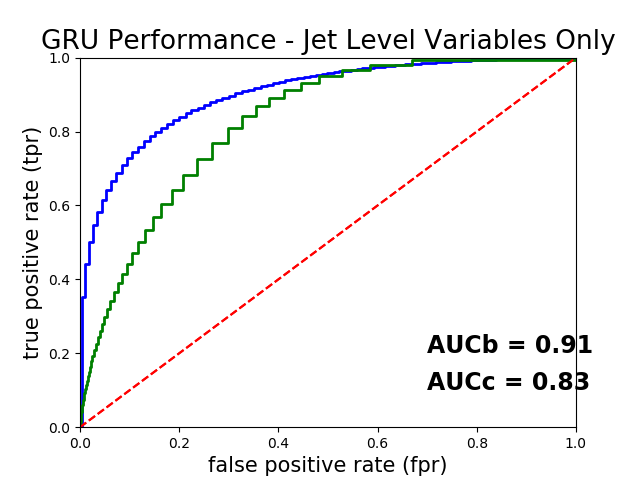 GRU Performance - Jet Level Variables Only
true positive rate (tpr)
1.0
0.8
0.6
0.4
0.2
0.0
AUCb = 0.91
AUCc = 0.83
0.0 0.2 0.4 0.6 0.8 1.0
false positive rate (fpr)